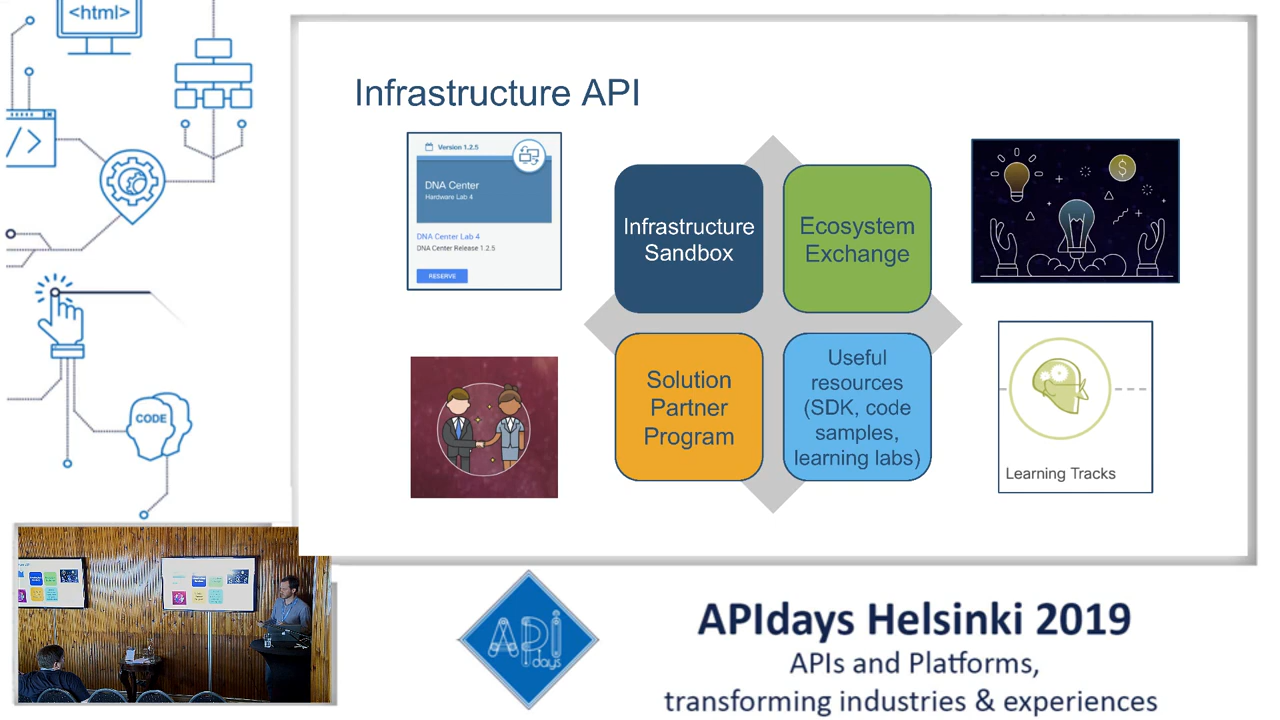 <html>
CODE
Infrastructure API
Version 1.2.5
DNA Center
Hardware Lab 4
DNA Center Lab 4
DNA Center Release 1.2.5
RESERVE
Infrastructure
Sandbox
Ecosystem
Exchange
Solution
Partner
Program
Useful
resources
(SDK, code
samples,
learning labs)
$
Learning Tracks
API
days
APIdays Helsinki 2019
APIs and Platforms,
transforming industries & experiences